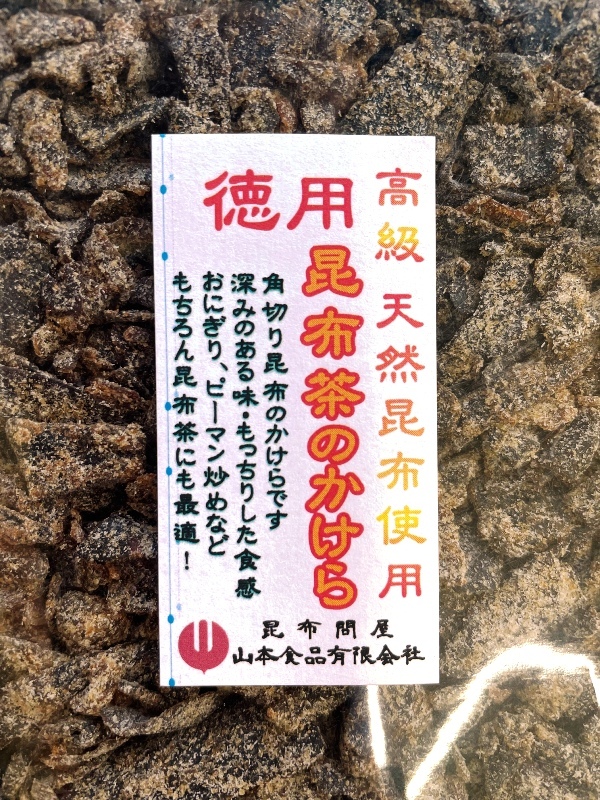 高級 天然昆布使用
徳用
昆布茶のかけら
角切り昆布のかけらです
深みのある味・もっちりした食感
おにぎり、ピーマン炒めなど
もちろん昆布茶にも最適!
昆布問屋
山本食品有限会社